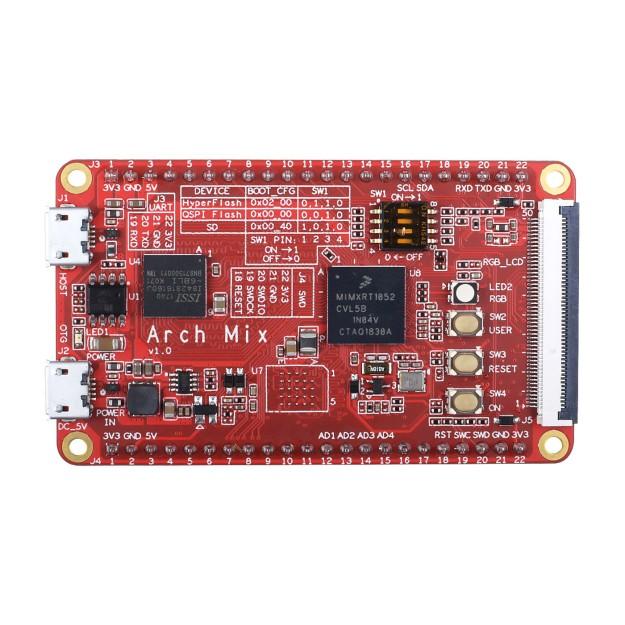 J3 1 2 3 4 5 6 7 8 9 10 11 12 13 14 15 16 17 18 19 20 21 22
3V3 GND 5V SCL SDA RXD TXD GND 3V3
J1
HOST
J3
UART
22 3V3
21 GND
20 TXD
19 RXD
DEVICE BOOT_CFG SW1
HyperFlash 0x02_00 0,1,1,0
QSPI Flash 0x00_00 0,0,1,0
SD 0x00_40 1,0,1,0
SW1 PIN: 1 2 3 4
ON →1
OFF→0
SW1
ON→1
0←OFF
50
U4
A
ISSI
U1
J4 SWD
22 3V3
21 GND
20 SWDIO
19 SWDCK
18 RESET
A
1
U8
MIMXRT1052
CVL5B
1N84V
CTAQ1838A
RGB_LCD
LED2
RGB
SW2
USER
SW3
RESET
SW4
ON
1
J5
OTG
LED1
POWER
J2
DC_5V
POWER
IN
Arch Mix
v1.0
U7
1
5
A
3V3 GND 5V AD1 AD2 AD3 AD4 RST SWC SWD GND 3V3
J4 1 2 3 4 5 6 7 8 9 10 11 12 13 14 15 16 17 18 19 20 21 22